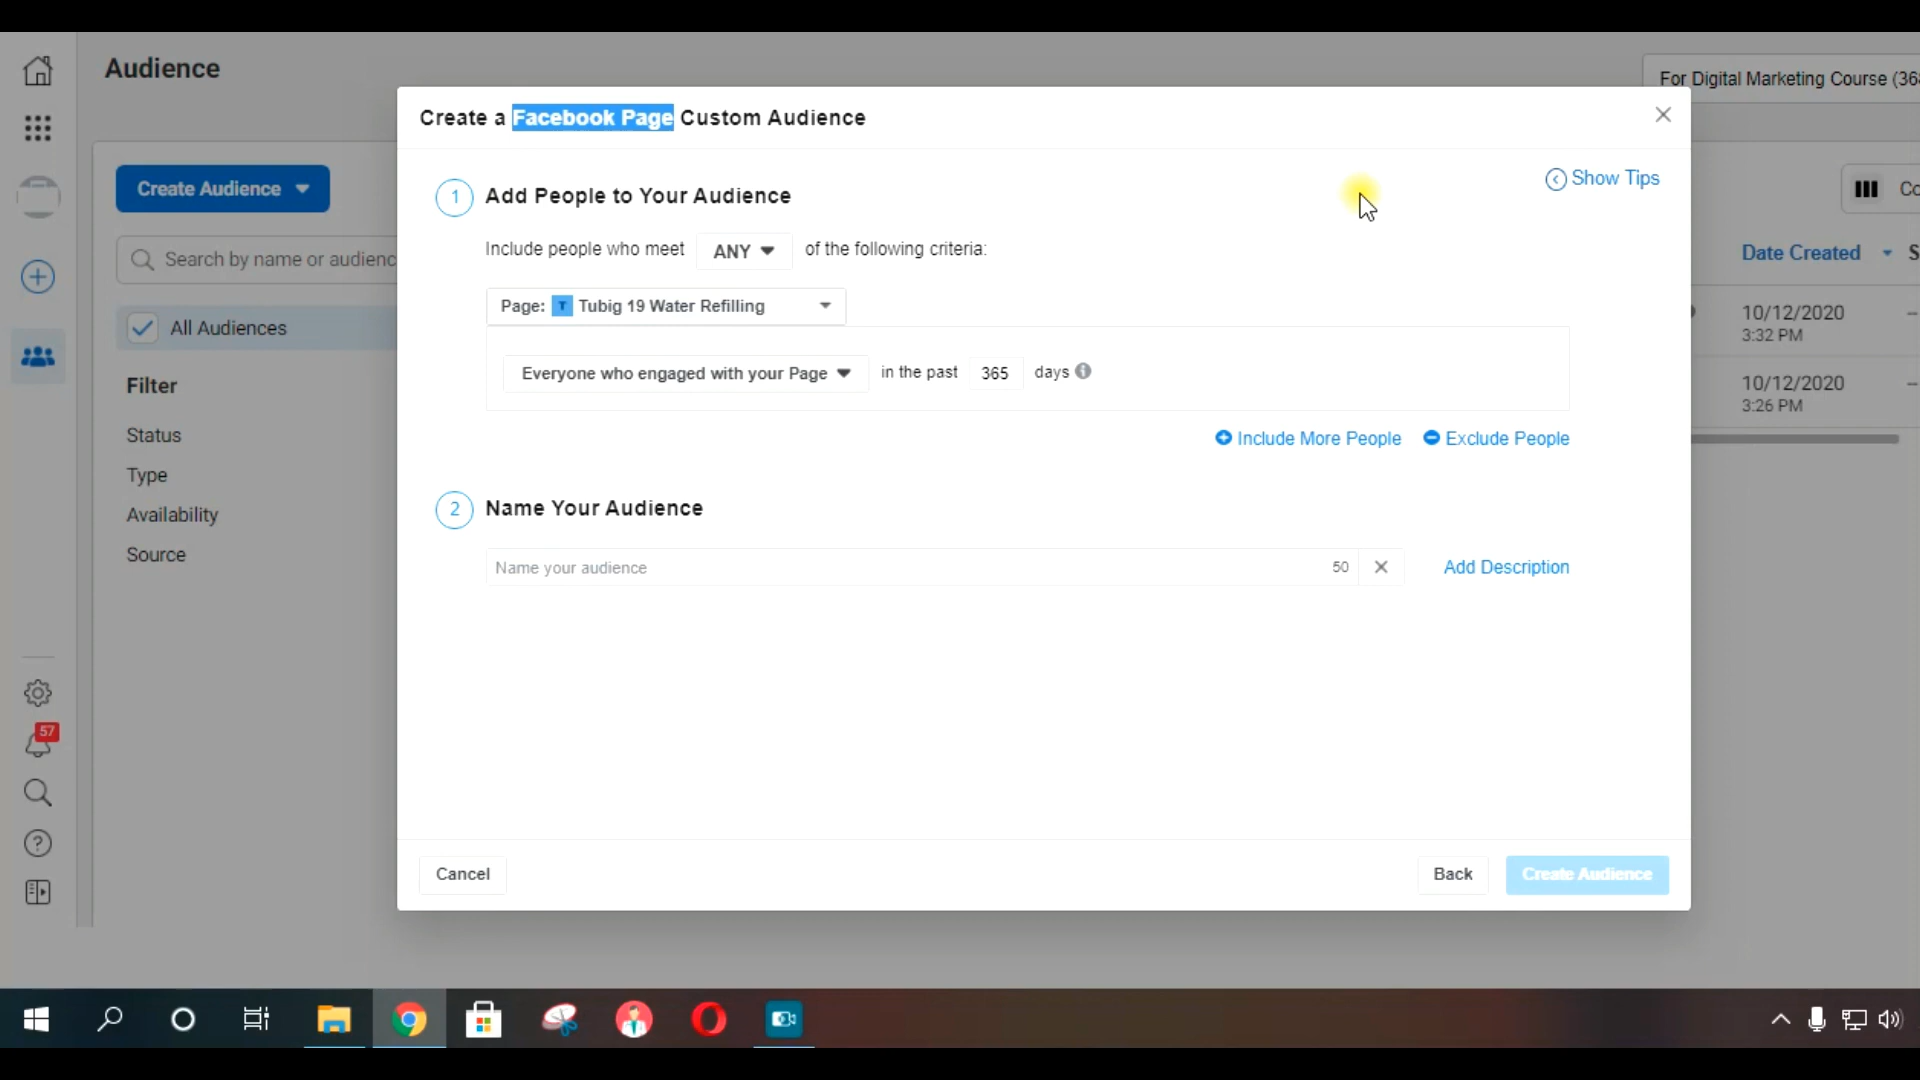 Audience
For Digital Marketing Course (36
Create a Facebook Page Custom Audience
Show Tips
Create Audience
1 Add People to Your Audience
Include people who meet ANY of the following criteria:
Search by name or audienc
Date Created
Page: T Tubig 19 Water Refilling
10/12/2020
3:32 PM
All Audiences
Everyone who engaged with your Page in the past 365 days
10/12/2020
3:26 PM
Filter
Status
Include More People Exclude People
Type
Availability
2 Name Your Audience
Source
Name your audience 50
Add Description
57
Cancel
Back
Create Audience